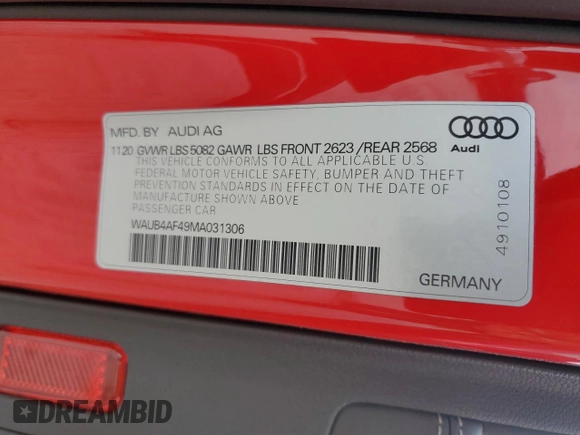 MFD. BY AUDI AG
1120 GVWR LBS 5082 GAWR LBS FRONT 2623 /REAR 2568
THIS VEHICLE CONFORMS TO ALL APPLICABLE U.S.
FEDERAL MOTOR VEHICLE SAFETY, BUMPER AND THEFT
PREVENTION STANDARDS IN EFFECT ON THE DATE OF
MANUFACTURE SHOWN ABOVE
PASSENGER CAR
WAUB4AF49MA031306
Audi
4910108
GERMANY
DREAMBID